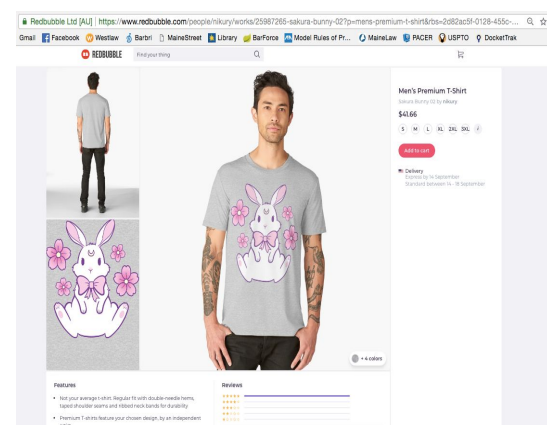 Redbubble Ltd [AU] https://www.redbubble.com/people/nikury/works/25987265-sakura-bunny-02?p=mens-premium-t-shirt&rbs=2d82ac5f-0128-455c-...
Gmail Facebook Westlaw Barbri MaineStreet Library BarForce Model Rules of Pr... MaineLaw PACER USPTO DocketTrak
REDBUBBLE Find your thing
Men's Premium T-Shirt
Sakura Bunny 02 by nikury
$41.66
S M L XL 2XL 3XL
Add to cart
Delivery
Express by 14 September
Standard between 14 - 18 September
+ 4 colors
Features
Not your average t-shirt. Regular fit with double-needle hems,
taped shoulder seams and ribbed neck bands for durability
Premium T-shirts feature your chosen design, by an independent
Reviews